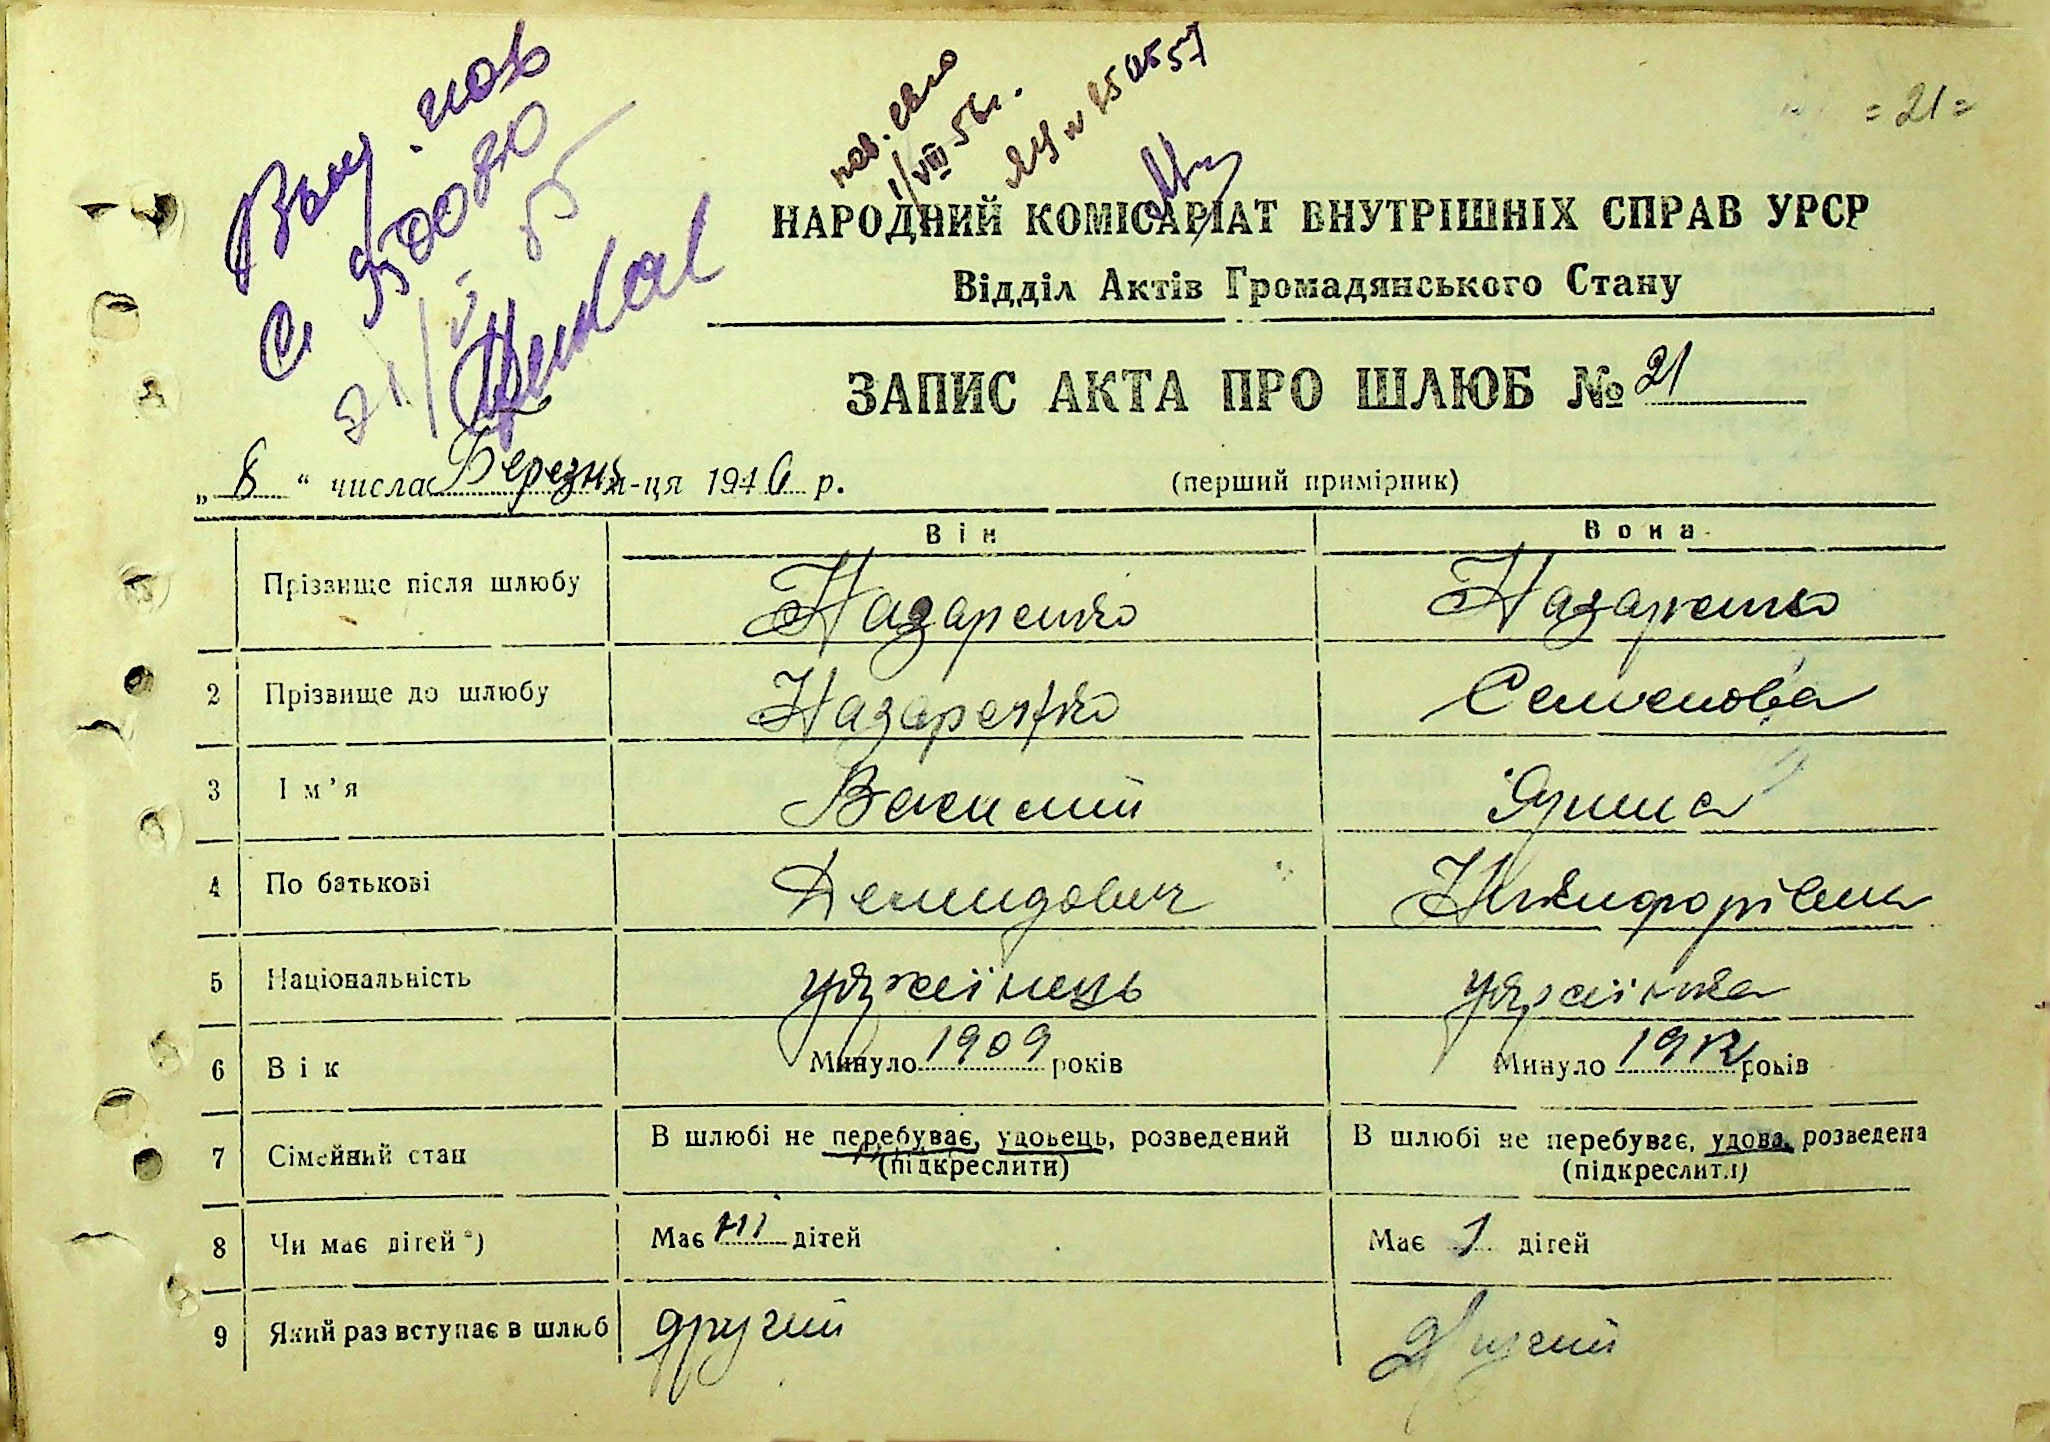 = 21 =
НАРОДНИЙ КОМІСАРІАТ ВНУТРІШНІХ СПРАВ УРСР
Відділ Актів Громадянського Стану
ЗАПИС АКТА ПРО ШЛЮБ № 21
„ 8 “ числа Березня м-ця 1946 р. (перший примірник)
Він Вона
Прізвище після шлюбу Назаренко Назаренко
2 Прізвище до шлюбу Назаренко Семенова
3 Ім’я Василий Ярина
4 По батькові Демидович Никифорівна
5 Національність українець українка
6 Вік Минуло 1909 років Минуло 1912 років
7 Сімейний стан В шлюбі не перебуває, удовець, розведений В шлюбі не перебуває, удова, розведена
(підкреслити) (підкреслити)
8 Чи має дітей *) Має ні дітей Має 1 дітей
9 Який раз вступає в шлюб другий Другий